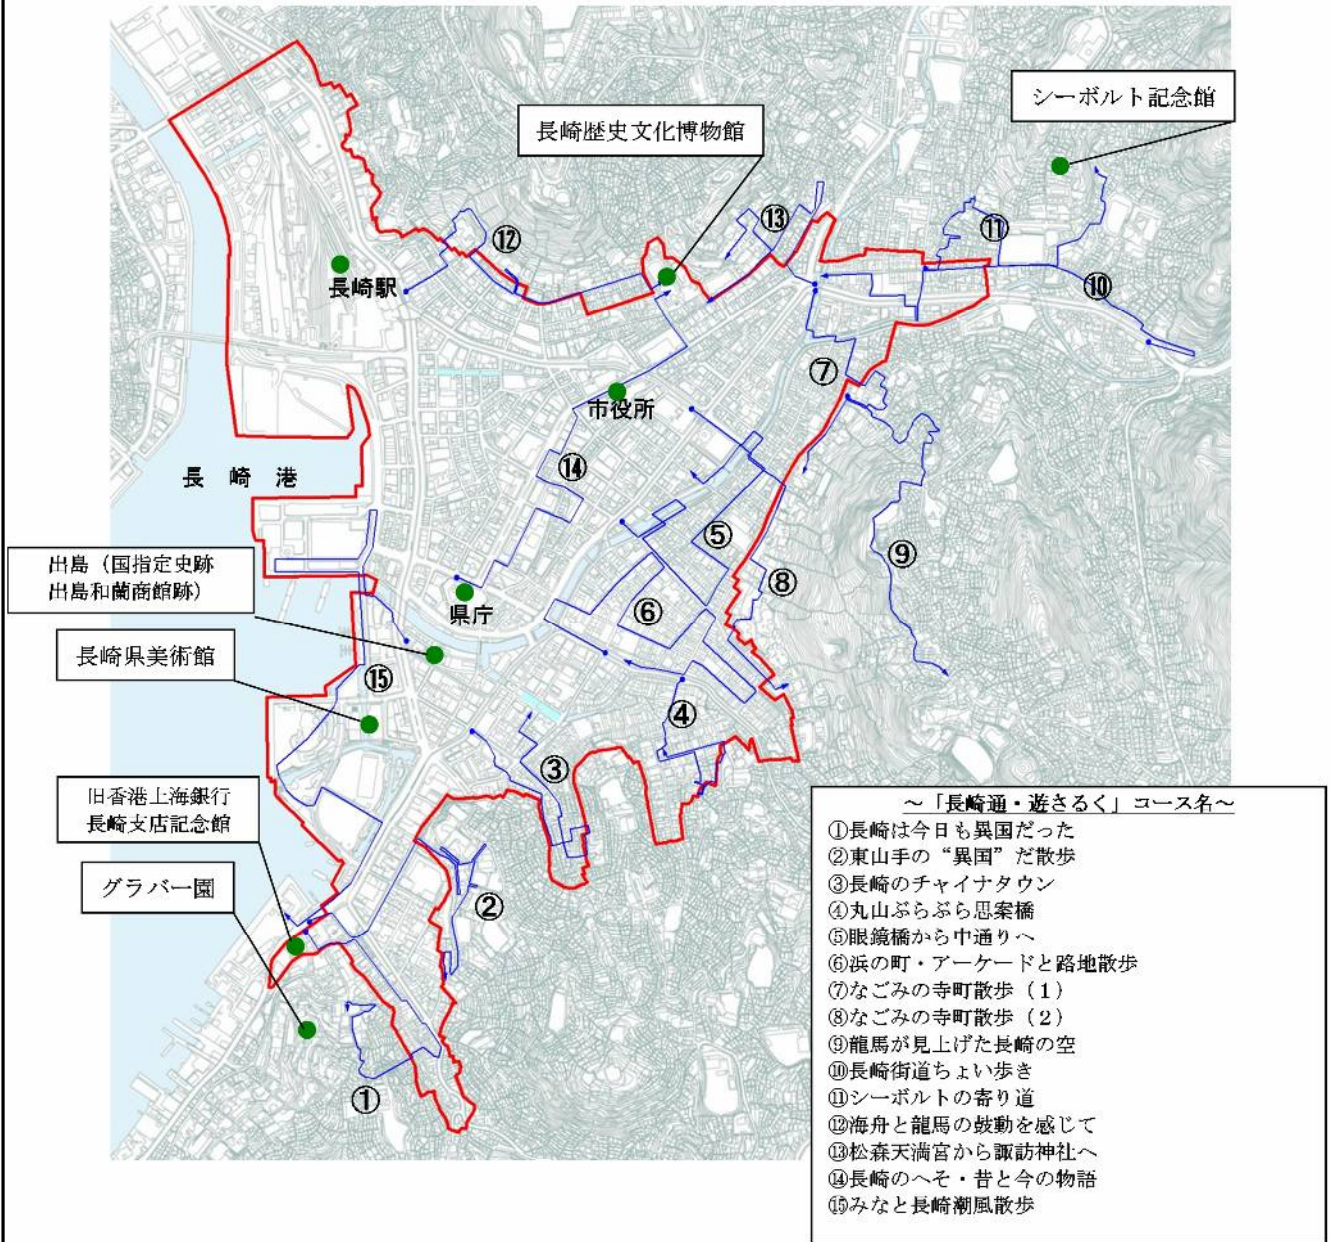 シーボルト記念館
長崎歴史文化博物館
⑬
⑫
⑪
長崎駅
⑩
⑦
市役所
長崎港
⑭
⑤
⑨
出島（国指定史跡
出島和蘭商館跡）
⑧
県庁
⑥
長崎県美術館
⑮
④
③
旧香港上海銀行
長崎支店記念館
グラバー園
②
①
～「長崎通・遊さるく」コース名～
①長崎は今日も異国だった
②東山手の“異国”だ散歩
③長崎のチャイナタウン
④丸山ぶらぶら思案橋
⑤眼鏡橋から中通りへ
⑥浜の町・アーケードと路地散歩
⑦なごみの寺町散歩（１）
⑧なごみの寺町散歩（２）
⑨龍馬が見上げた長崎の空
⑩長崎街道ちょい歩き
⑪シーボルトの寄り道
⑫海舟と龍馬の鼓動を感じて
⑬松森天満宮から諏訪神社へ
⑭長崎のへそ・昔と今の物語
⑮みなと長崎潮風散歩